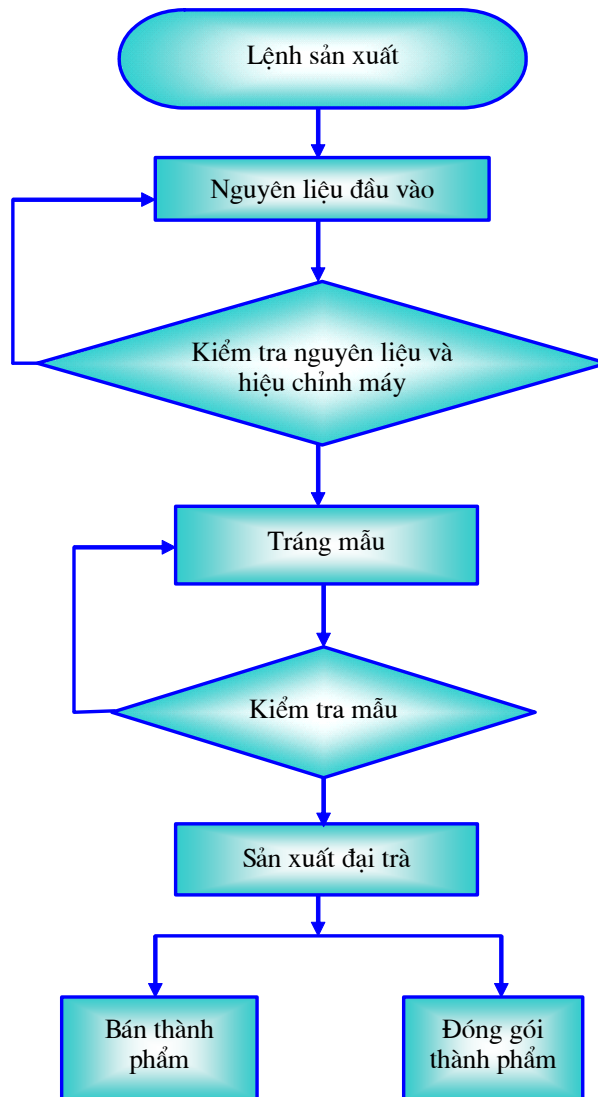 Lệnh sản xuất
Nguyên liệu đầu vào
Kiểm tra nguyên liệu và
hiệu chỉnh máy
Tráng mẫu
Kiểm tra mẫu
Sản xuất đại trà
Bán thành
phẩm
Đóng gói
thành phẩm